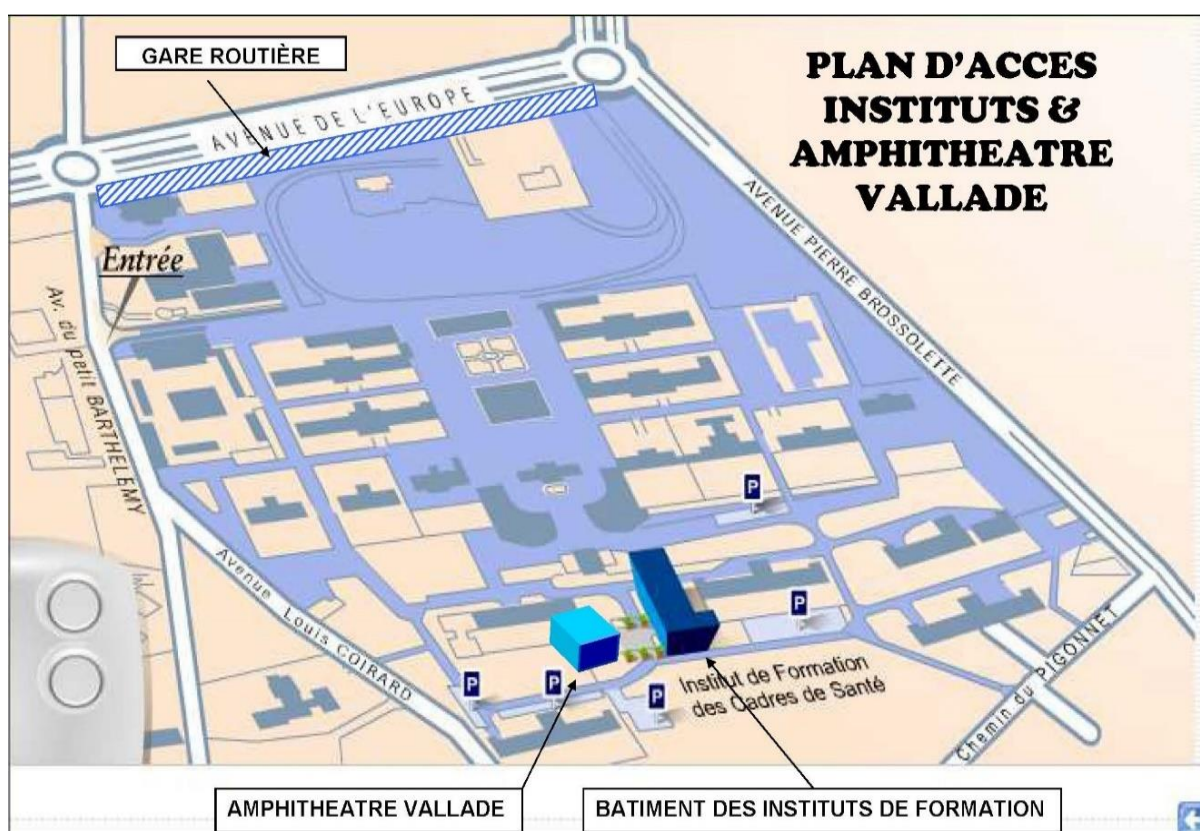 GARE ROUTIÈRE
PLAN D'ACCES
INSTITUTS &
AMPHITHEATRE
VALLADE
AVENUE DE L'EUROPE
AVENUE PIERRE BROSSOLETTE
Entrée
Av. du petit BARTHELEMY
Avenue Louis COIRARD
P
P
P
P
P
Institut de Formation
des Cadres de Santé
Chemin du PIGONNET
AMPHITHEATRE VALLADE
BATIMENT DES INSTITUTS DE FORMATION